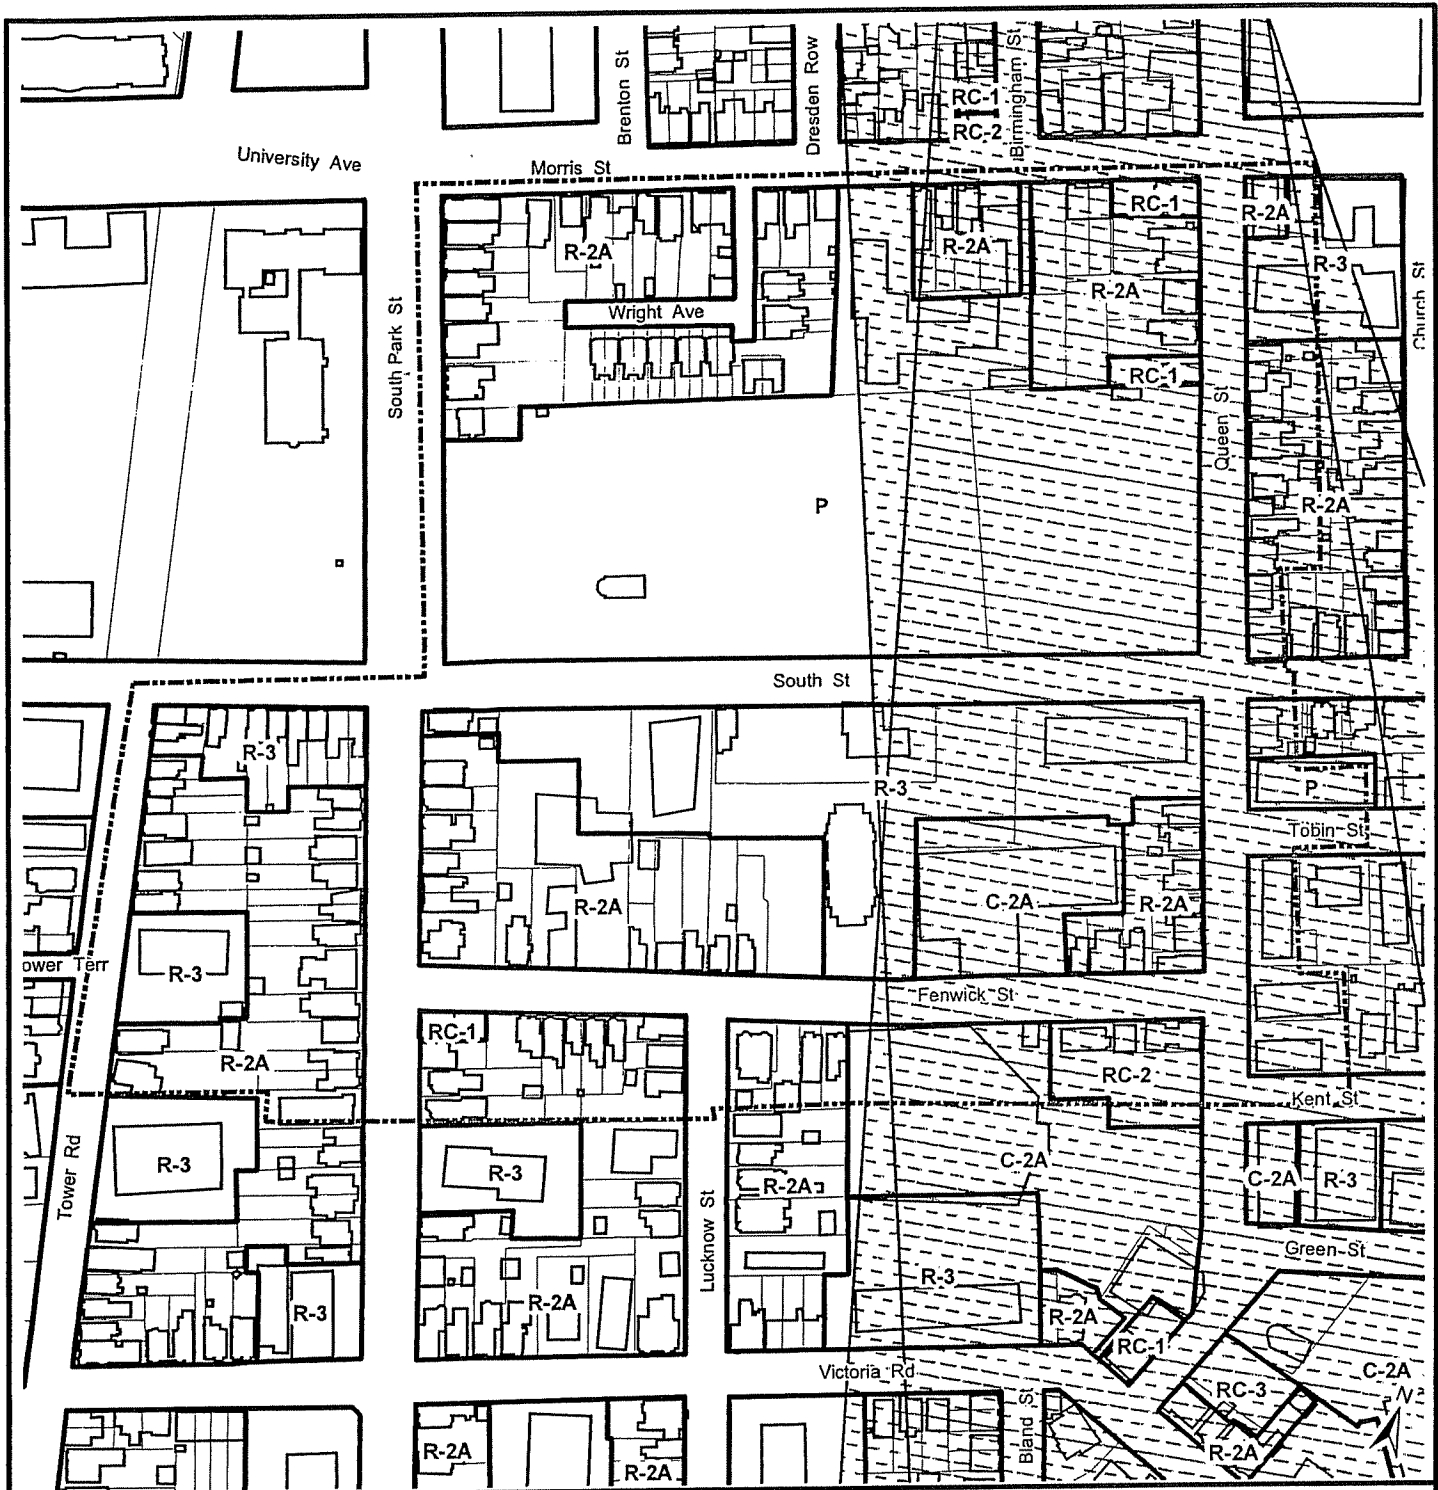 Brenton St
Dresden Row
Birmingham St
RC-1
RC-2
University Ave
Morris St
R-2A
R-2A
RC-1
R-2A
R-3
R-2A
Wright Ave
South Park St
Church St
RC-1
Queen St
P
R-2A
South St
R-3
R-3
P
Tobin St
R-2A
C-2A
R-2A
ower Terr
R-3
Fenwick St
RC-1
R-2A
RC-2
Kent St
Tower Rd
R-3
R-3
C-2A
R-2A
C-2A
R-3
Lucknow St
Green St
R-3
R-3
R-2A
R-2A
RC-1
Victoria Rd
C-2A
RC-3
N
Bland St
R-2A
R-2A
R-2A